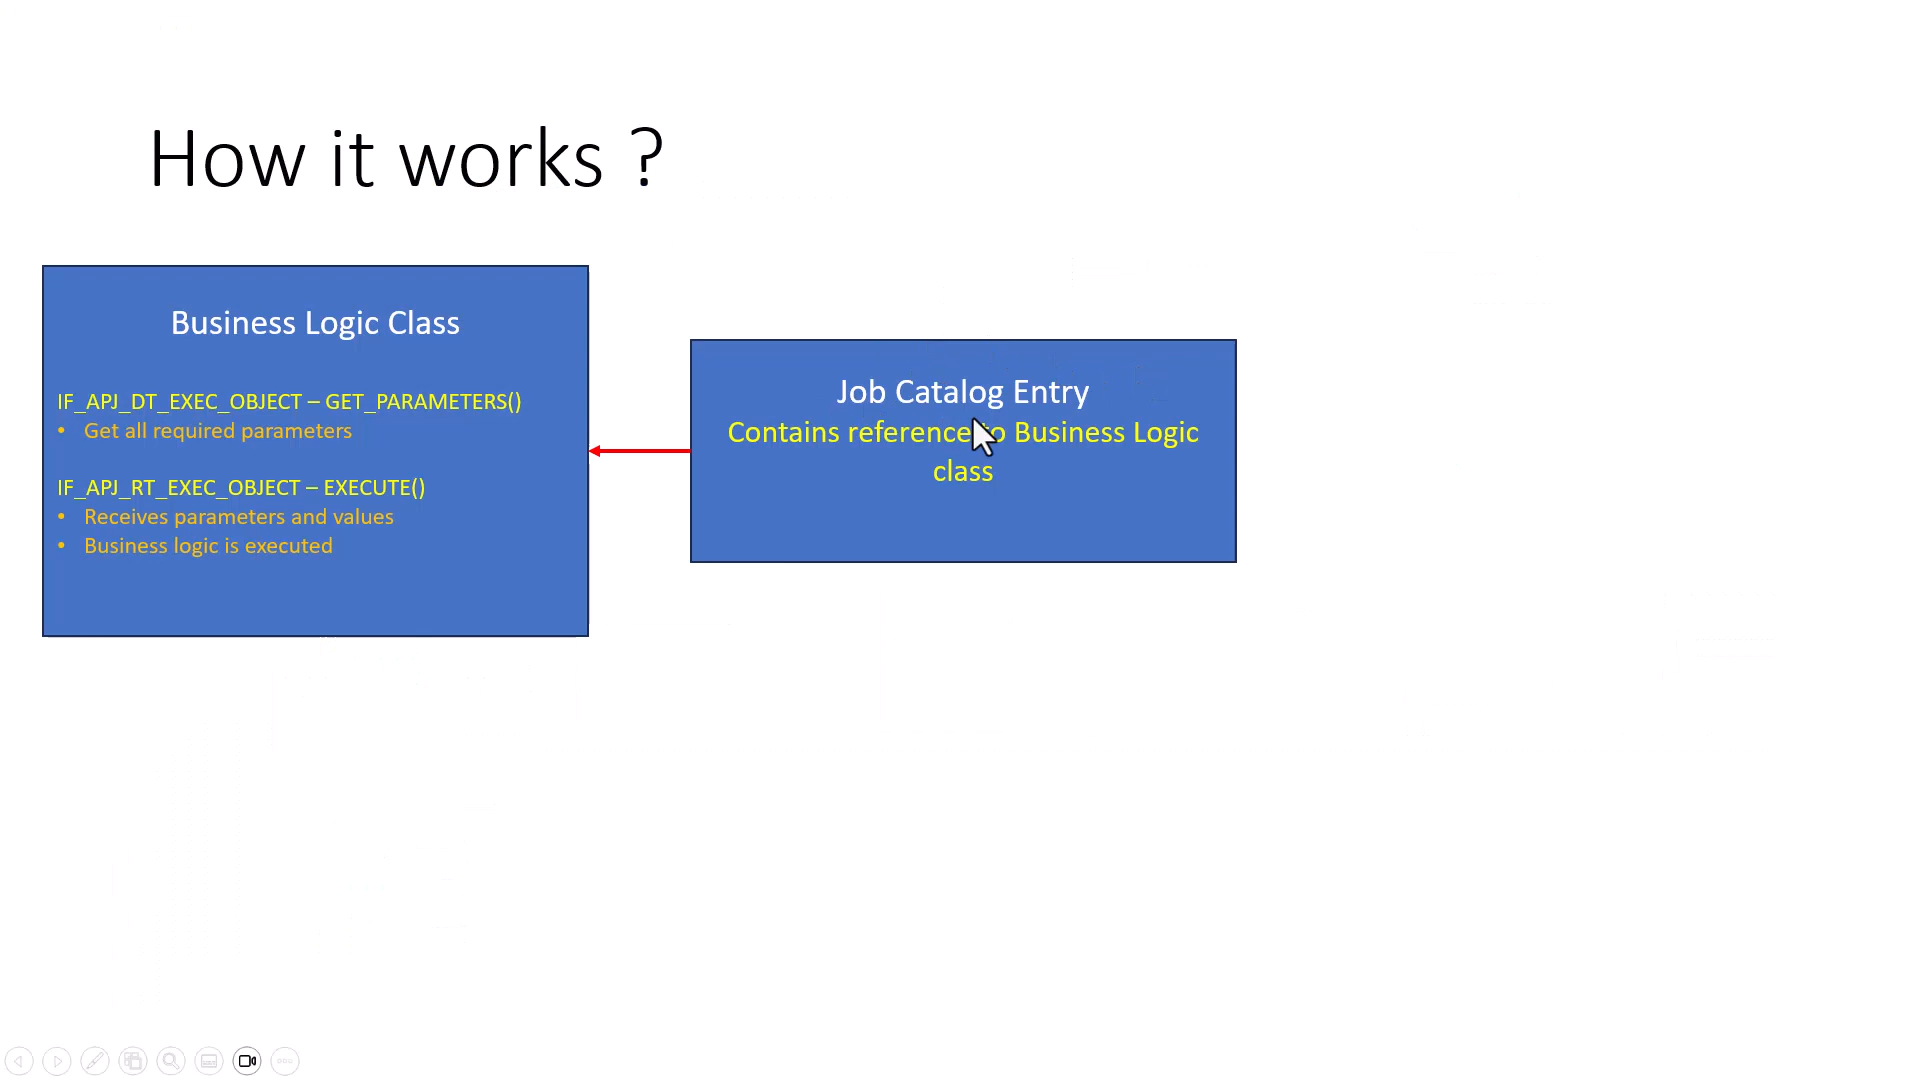 How it works ?
Business Logic Class
IF_APJ_DT_EXEC_OBJECT – GET_PARAMETERS()
• Get all required parameters
IF_APJ_RT_EXEC_OBJECT – EXECUTE()
• Receives parameters and values
• Business logic is executed
Job Catalog Entry
Contains reference to Business Logic
class